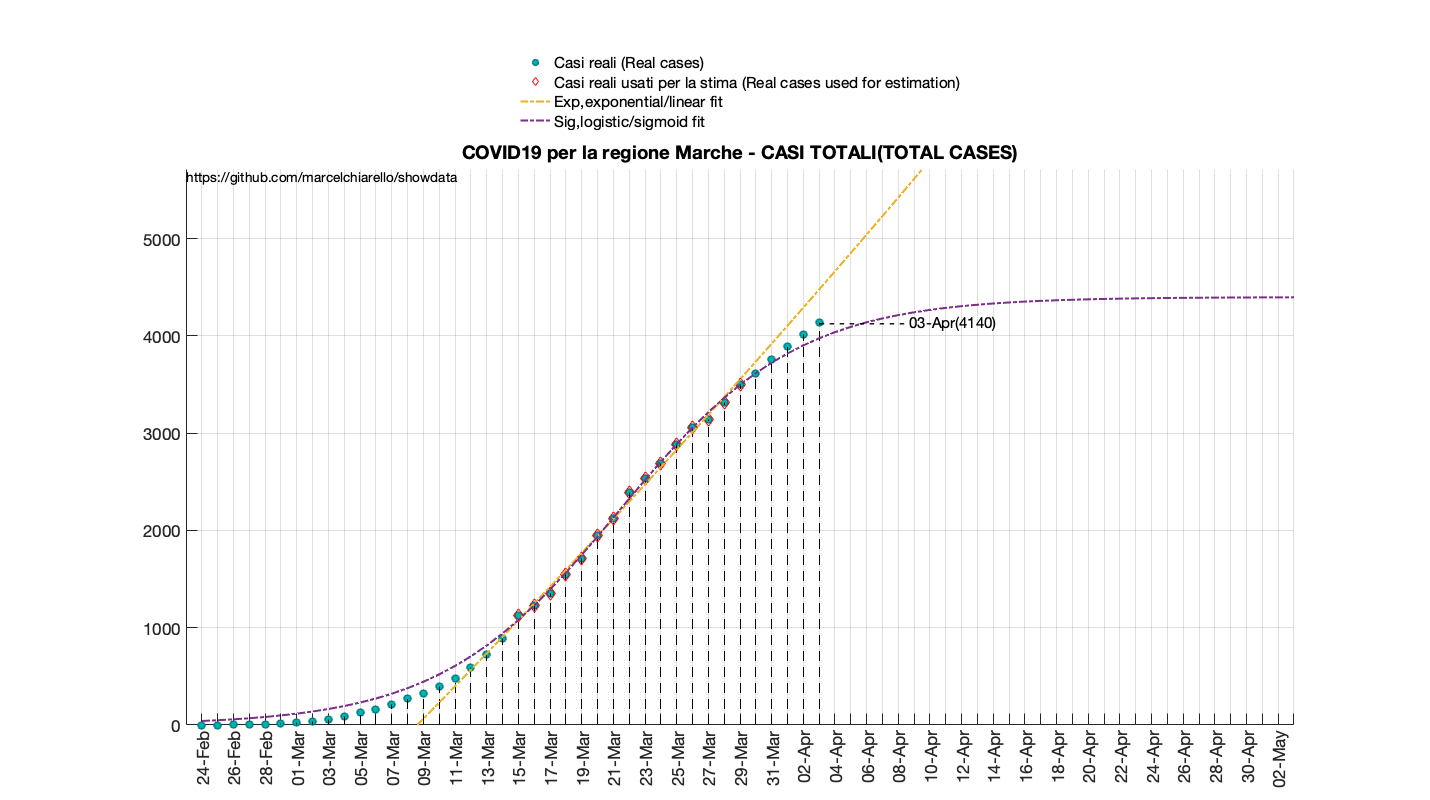 Casi reali (Real cases)
Casi reali usati per la stima (Real cases used for estimation)
Exp,exponential/linear fit
Sig,logistic/sigmoid fit
COVID19 per la regione Marche - CASI TOTALI(TOTAL CASES)
https://github.com/marcelchiarello/showdata
5000
4000
3000
2000
1000
0
03-Apr(4140)
24-Feb
26-Feb
28-Feb
01-Mar
03-Mar
05-Mar
07-Mar
09-Mar
11-Mar
13-Mar
15-Mar
17-Mar
19-Mar
21-Mar
23-Mar
25-Mar
27-Mar
29-Mar
31-Mar
02-Apr
04-Apr
06-Apr
08-Apr
10-Apr
12-Apr
14-Apr
16-Apr
18-Apr
20-Apr
22-Apr
24-Apr
26-Apr
28-Apr
30-Apr
02-May